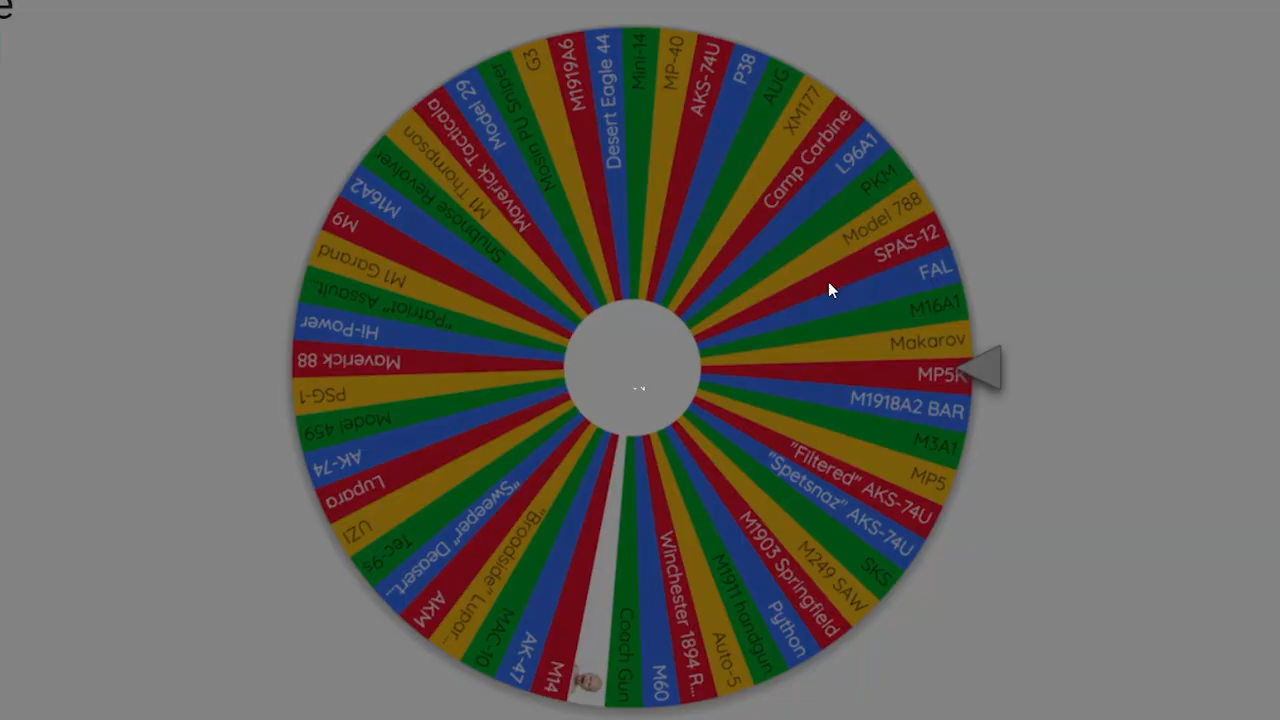 e
Mini-14
MP-40
AKS-74U
P38
AUG
XM177
Camp Carbine
L96A1
PKM
Model 788
SPAS-12
FAL
M16A1
Makarov
MP5K
M1918A2 BAR
M3A1
MP5
"Filtered" AKS-74U
"Spetsnaz" AKS-74U
SKS
M249 SAW
M1903 Springfield
Python
M1911 handgun
Auto-5
Winchester 1894 R...
M60
Coach Gun
M14
AK-47
MAC-10
"Broadside" Lupar...
AKM
"Sweeper" Deasert...
Tec-9s
UZI
Lupara
AK-74
Model 459
PSG-1
Maverick 88
Hi-Power
"Patriot" Assault...
M1 Garand
M9
M16A2
Snubnose Revolver
M1 Thompson
Maverick Tacticala
Model 29
Mosin PU Sniper
G3
M1919A6
Desert Eagle 44